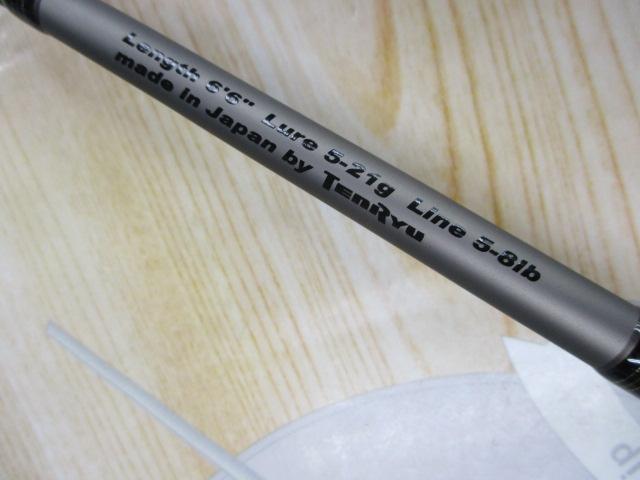 Length 6'6" Lure 5-21g Line 5-8lb
made in Japan by TENRYU